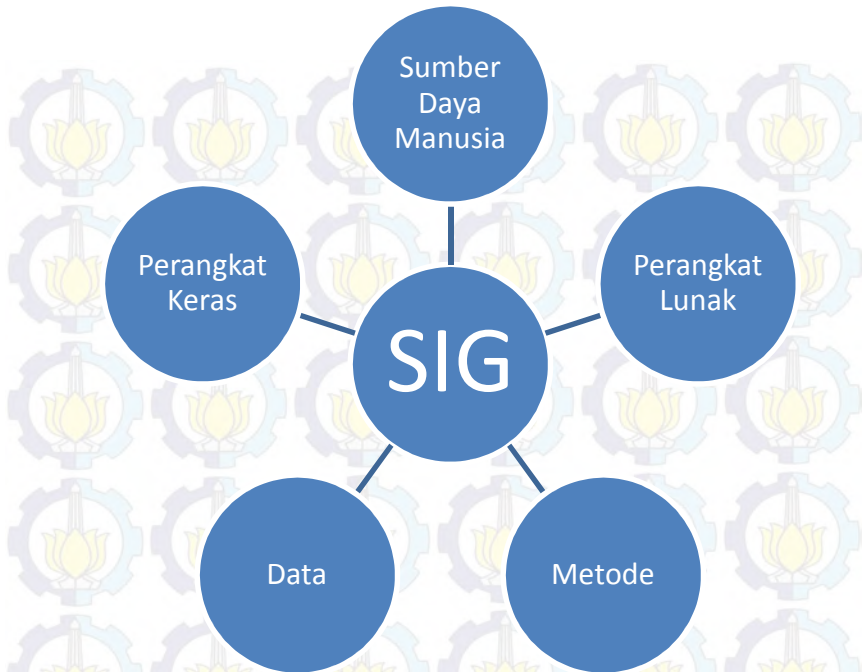 Sumber
Daya
Manusia
Perangkat
Keras
Perangkat
Lunak
SIG
Data
Metode